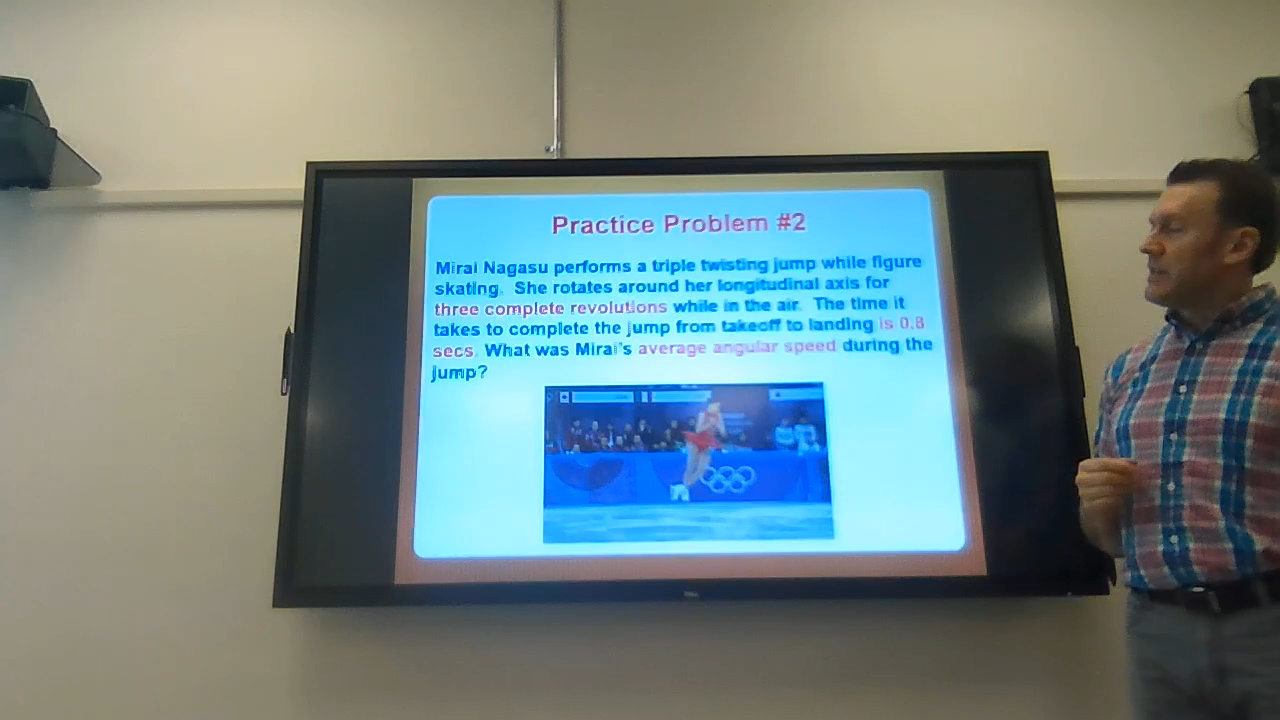 Practice Problem #2
Mirai Nagasu performs a triple twisting jump while figure
skating. She rotates around her longitudinal axis for
three complete revolutions while in the air. The time it
takes to complete the jump from takeoff to landing is 0.8
secs. What was Mirai's average angular speed during the
jump?